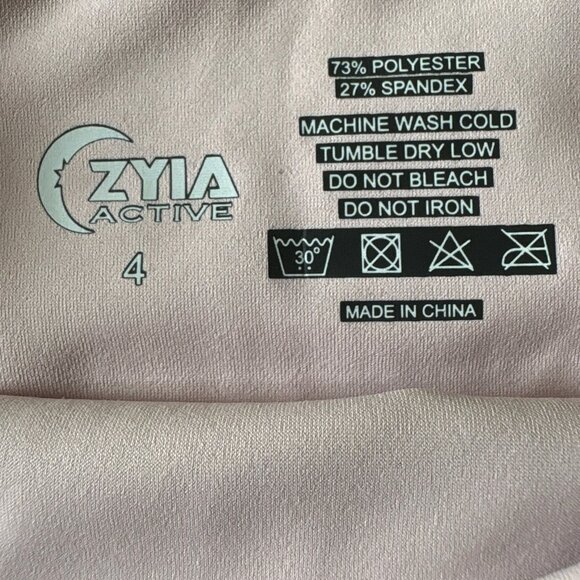 73% POLYESTER
27% SPANDEX
MACHINE WASH COLD
TUMBLE DRY LOW
DO NOT BLEACH
DO NOT IRON
ZYIA
ACTIVE
4
30°
MADE IN CHINA